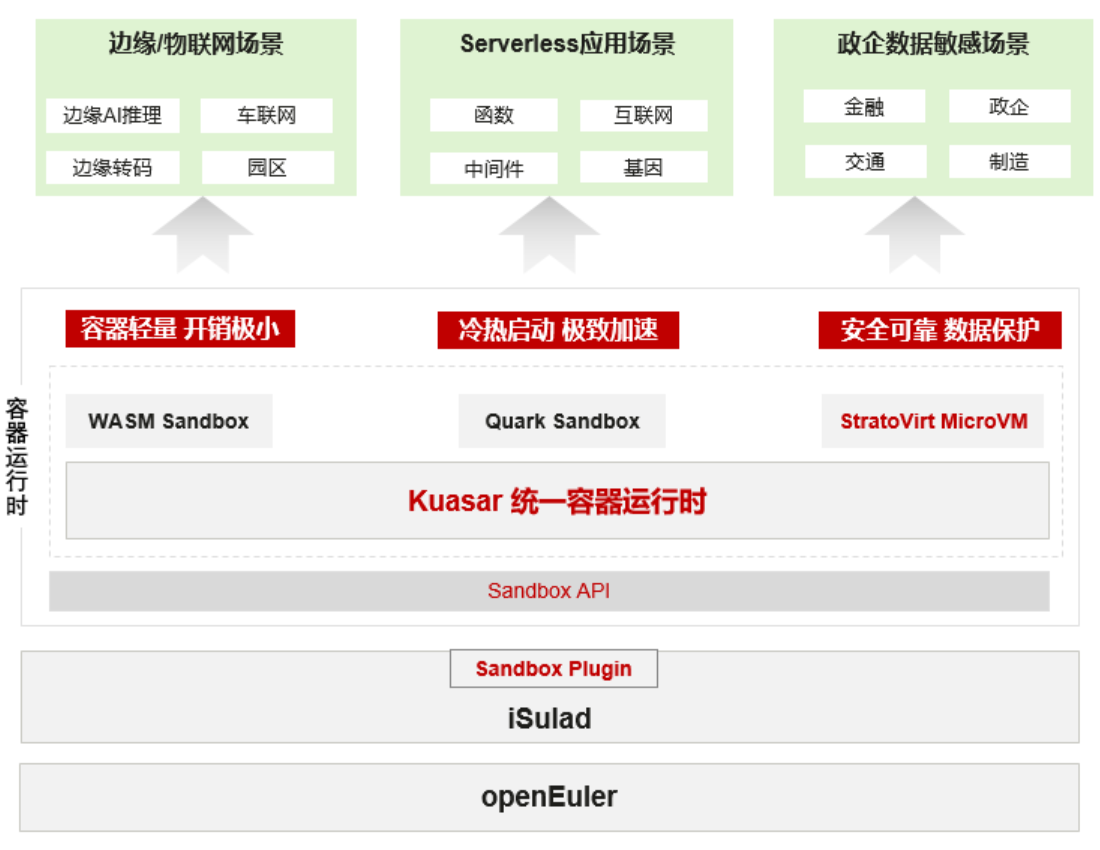 边缘/物联网场景
边缘AI推理
车联网
边缘转码
园区
Serverless应用场景
函数
互联网
中间件
基因
政企数据敏感场景
金融
政企
交通
制造
容器运行时
容器轻量 开销极小
冷热启动 极致加速
安全可靠 数据保护
WASM Sandbox
Quark Sandbox
StratoVirt MicroVM
Kuasar 统一容器运行时
Sandbox API
Sandbox Plugin
iSulad
openEuler